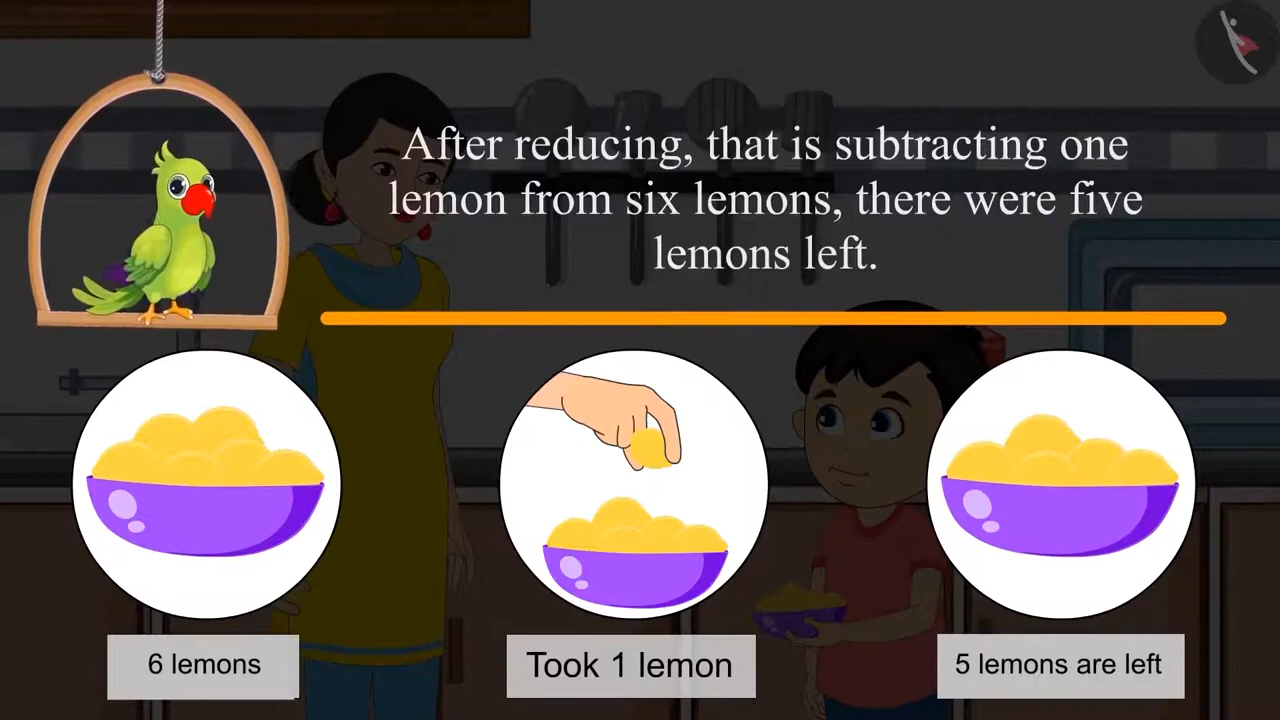 After reducing, that is subtracting one
lemon from six lemons, there were five
lemons left.
6 lemons
Took 1 lemon
5 lemons are left